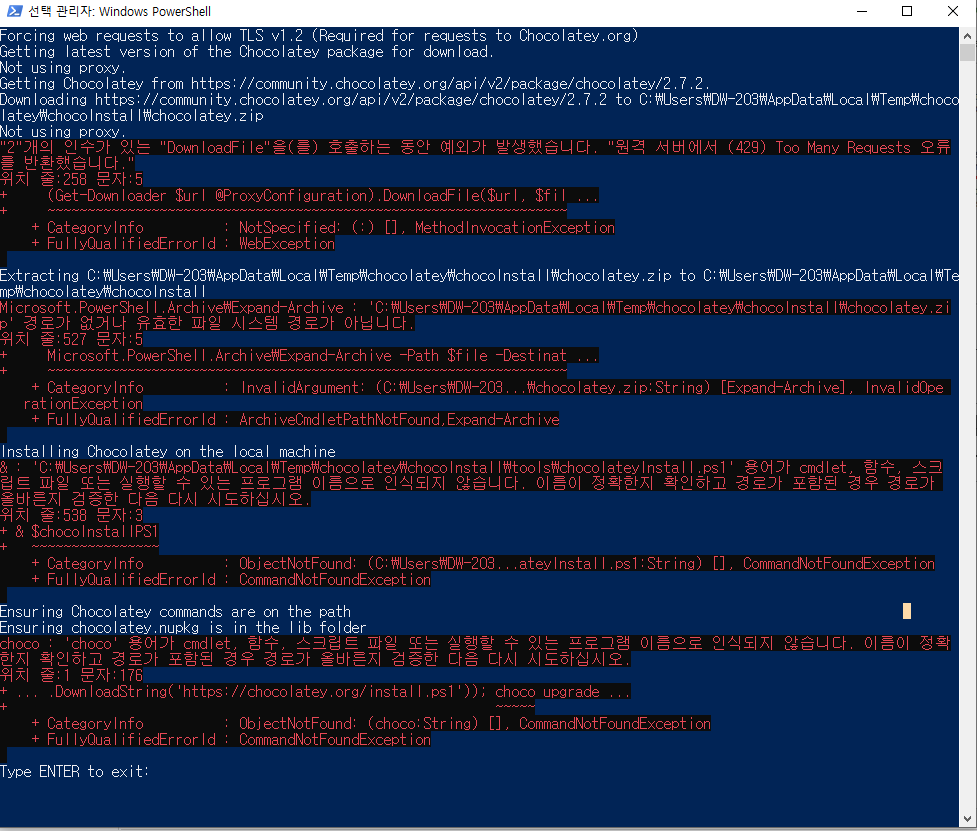 선택 관리자: Windows PowerShell
Forcing web requests to allow TLS v1.2 (Required for requests to Chocolatey.org)
Getting latest version of the Chocolatey package for download.
Not using proxy.
Getting Chocolatey from https://community.chocolatey.org/api/v2/package/chocolatey/2.7.2.
Downloading https://community.chocolatey.org/api/v2/package/chocolatey/2.7.2 to C:₩Users₩DW-203₩AppData₩Local₩Temp₩choco
latey₩chocoInstall₩chocolatey.zip
Not using proxy.
"2"개의 인수가 있는 "DownloadFile"을(를) 호출하는 동안 예외가 발생했습니다. "원격 서버에서 (429) Too Many Requests 오류
를 반환했습니다."
위치 줄:258 문자:5
+     (Get-Downloader $url @ProxyConfiguration).DownloadFile($url, $fil ...
+     ~~~~~~~~~~~~~~~~~~~~~~~~~~~~~~~~~~~~~~~~~~~~~~~~~~~~~~~~~~~~~~~~~
    + CategoryInfo          : NotSpecified: (:) [], MethodInvocationException
    + FullyQualifiedErrorId : WebException
Extracting C:₩Users₩DW-203₩AppData₩Local₩Temp₩chocolatey₩chocoInstall₩chocolatey.zip to C:₩Users₩DW-203₩AppData₩Local₩Te
mp₩chocolatey₩chocoInstall
Microsoft.PowerShell.Archive₩Expand-Archive : 'C:₩Users₩DW-203₩AppData₩Local₩Temp₩chocolatey₩chocoInstall₩chocolatey.zi
p' 경로가 없거나 유효한 파일 시스템 경로가 아닙니다.
위치 줄:527 문자:5
+     Microsoft.PowerShell.Archive₩Expand-Archive -Path $file -Destinat ...
+     ~~~~~~~~~~~~~~~~~~~~~~~~~~~~~~~~~~~~~~~~~~~~~~~~~~~~~~~~~~~~~~~~~
    + CategoryInfo          : InvalidArgument: (C:₩Users₩DW-203...₩chocolatey.zip:String) [Expand-Archive], InvalidOpe
   rationException
    + FullyQualifiedErrorId : ArchiveCmdletPathNotFound,Expand-Archive
Installing Chocolatey on the local machine
& : 'C:₩Users₩DW-203₩AppData₩Local₩Temp₩chocolatey₩chocoInstall₩tools₩chocolateyInstall.ps1' 용어가 cmdlet, 함수, 스크
립트 파일 또는 실행할 수 있는 프로그램 이름으로 인식되지 않습니다. 이름이 정확한지 확인하고 경로가 포함된 경우 경로가
올바른지 검증한 다음 다시 시도하십시오.
위치 줄:538 문자:3
+ & $chocoInstallPS1
+   ~~~~~~~~~~~~~~~~
    + CategoryInfo          : ObjectNotFound: (C:₩Users₩DW-203...ateyInstall.ps1:String) [], CommandNotFoundException
    + FullyQualifiedErrorId : CommandNotFoundException
Ensuring Chocolatey commands are on the path
Ensuring chocolatey.nupkg is in the lib folder
choco : 'choco' 용어가 cmdlet, 함수, 스크립트 파일 또는 실행할 수 있는 프로그램 이름으로 인식되지 않습니다. 이름이 정확
한지 확인하고 경로가 포함된 경우 경로가 올바른지 검증한 다음 다시 시도하십시오.
위치 줄:1 문자:176
+ ... .DownloadString('https://chocolatey.org/install.ps1')); choco upgrade ...
+                                                             ~~~~~
    + CategoryInfo          : ObjectNotFound: (choco:String) [], CommandNotFoundException
    + FullyQualifiedErrorId : CommandNotFoundException
Type ENTER to exit: